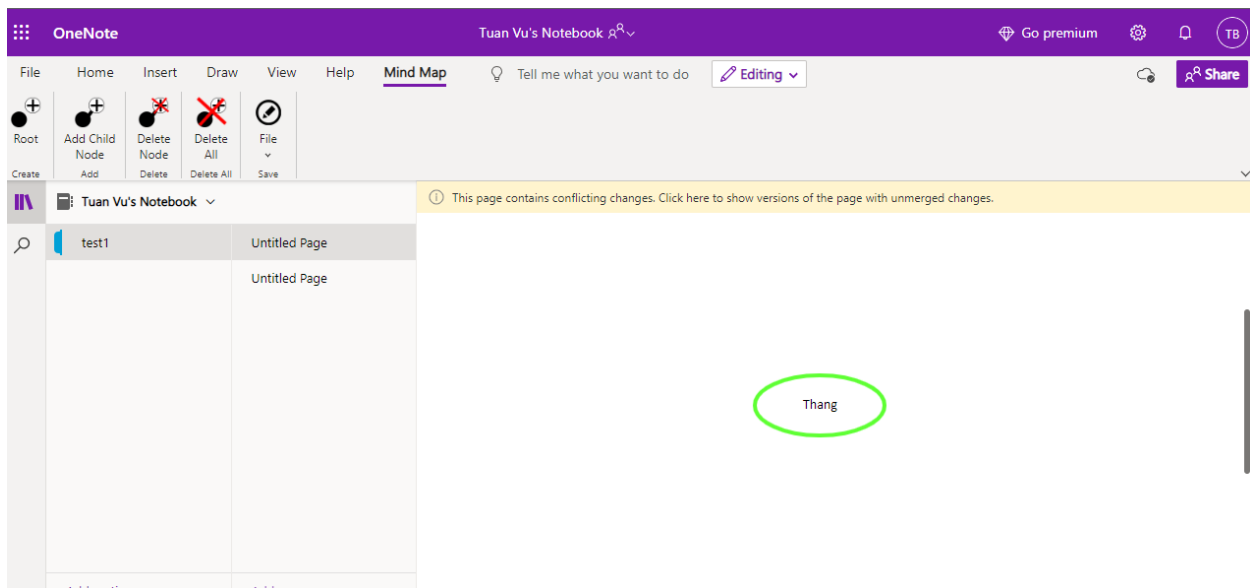 OneNote
Tuan Vu's Notebook
Go premium
TB
File Home Insert Draw View Help Mind Map
Tell me what you want to do
Editing
Share
Root
Add Child Node
Delete Node
Delete All
File
Create
Add
Delete
Delete All
Save
Tuan Vu's Notebook
This page contains conflicting changes. Click here to show versions of the page with unmerged changes.
test1
Untitled Page
Untitled Page
Thang